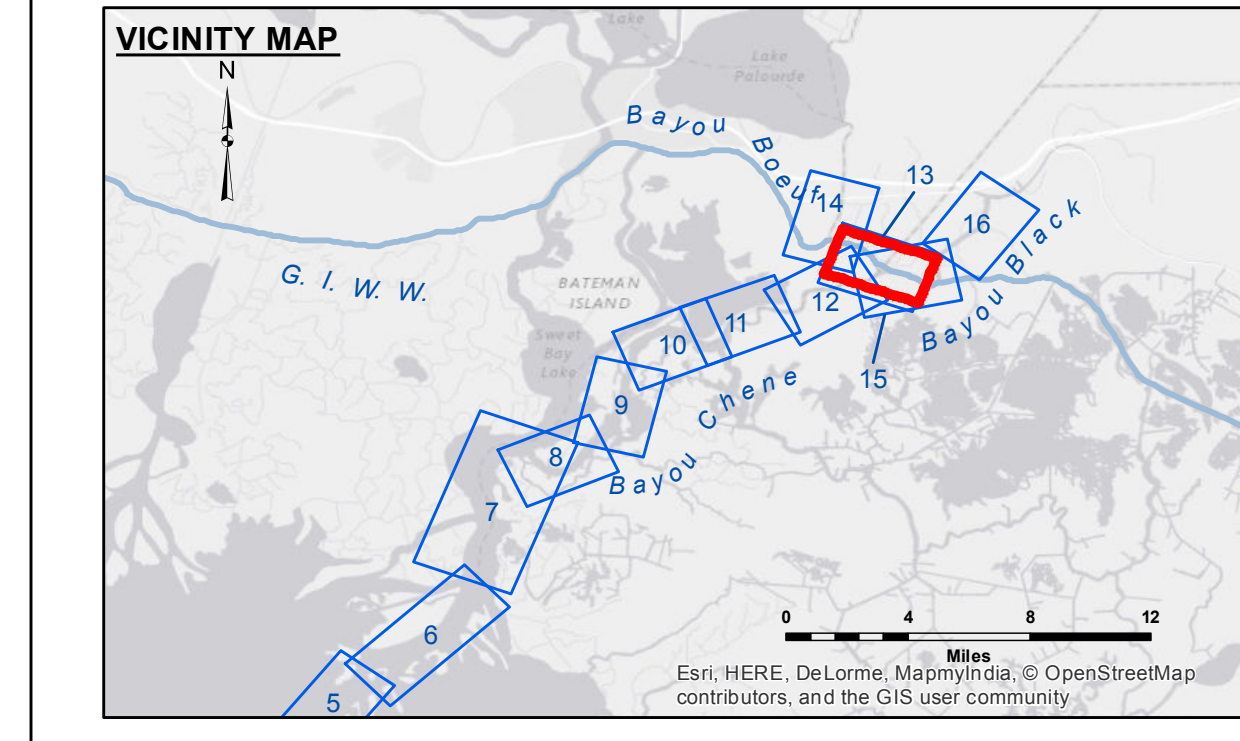 VICINITY MAP
N
Lake
Lake
Palourde
Bayou
Boeuf
13
14
16
G. I. W. W.
BATEMAN
ISLAND
12
Bayou Black
11
Sweet
Bay
Lake
10
15
9
Bayou Chene
8
7
6
5
0 4 8 12
Miles
Esri, HERE, DeLorme, MapmyIndia, © OpenStreetMap
contributors, and the GIS user community